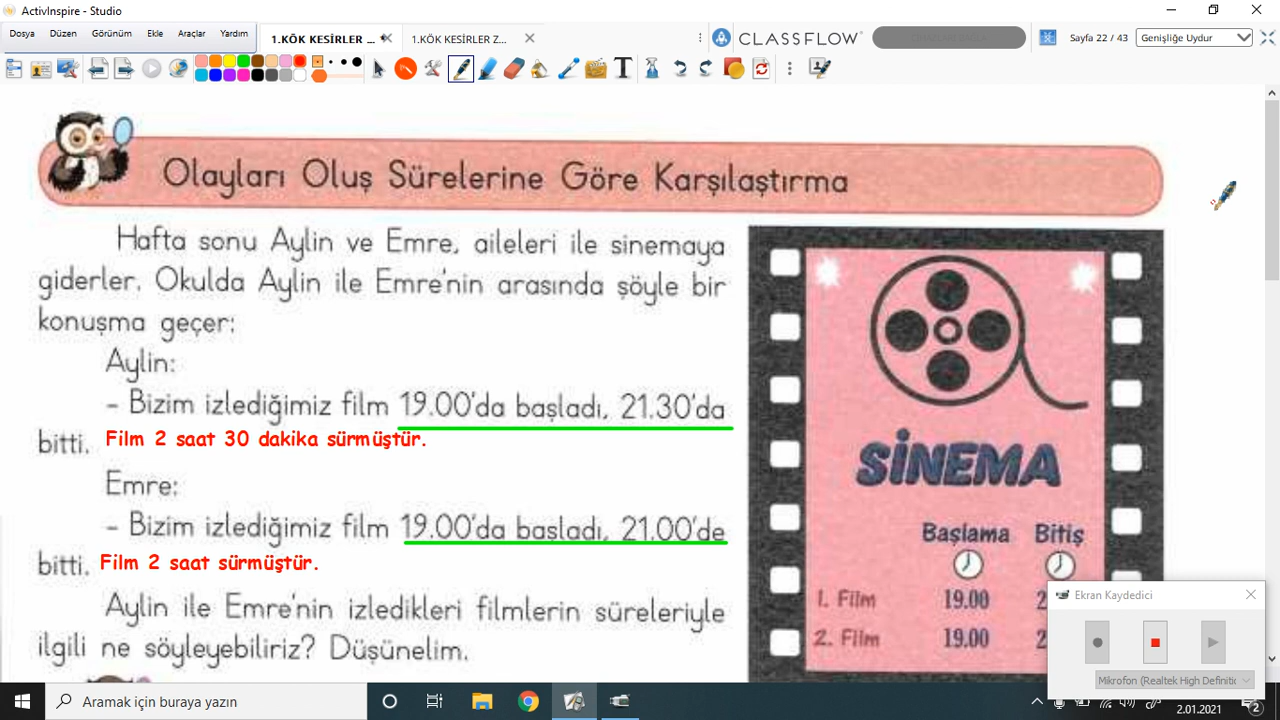 ActivInspire - Studio
Dosya Düzen Görünüm Ekle Araçlar Yardım
1.KÖK KESİRLER ...
1.KÖK KESİRLER Z...
CLASSFLOW
Sayfa 22 / 43
Genişliğe Uydur
Olayları Oluş Sürelerine Göre Karşılaştırma
Hafta sonu Aylin ve Emre, aileleri ile sinemaya
giderler. Okulda Aylin ile Emre'nin arasında şöyle bir
konuşma geçer:
Aylin:
- Bizim izlediğimiz film 19.00'da başladı, 21.30'da
bitti. Film 2 saat 30 dakika sürmüştür.
Emre:
- Bizim izlediğimiz film 19.00'da başladı, 21.00'de
bitti. Film 2 saat sürmüştür.
Aylin ile Emre'nin izledikleri filmlerin süreleriyle
ilgili ne söyleyebiliriz? Düşünelim.
SİNEMA
Başlama Bitiş
1. Film 19.00 2
2. Film 19.00 2
Ekran Kaydedici
Mikrofon (Realtek High Definitic
Aramak için buraya yazın
2.01.2021
2